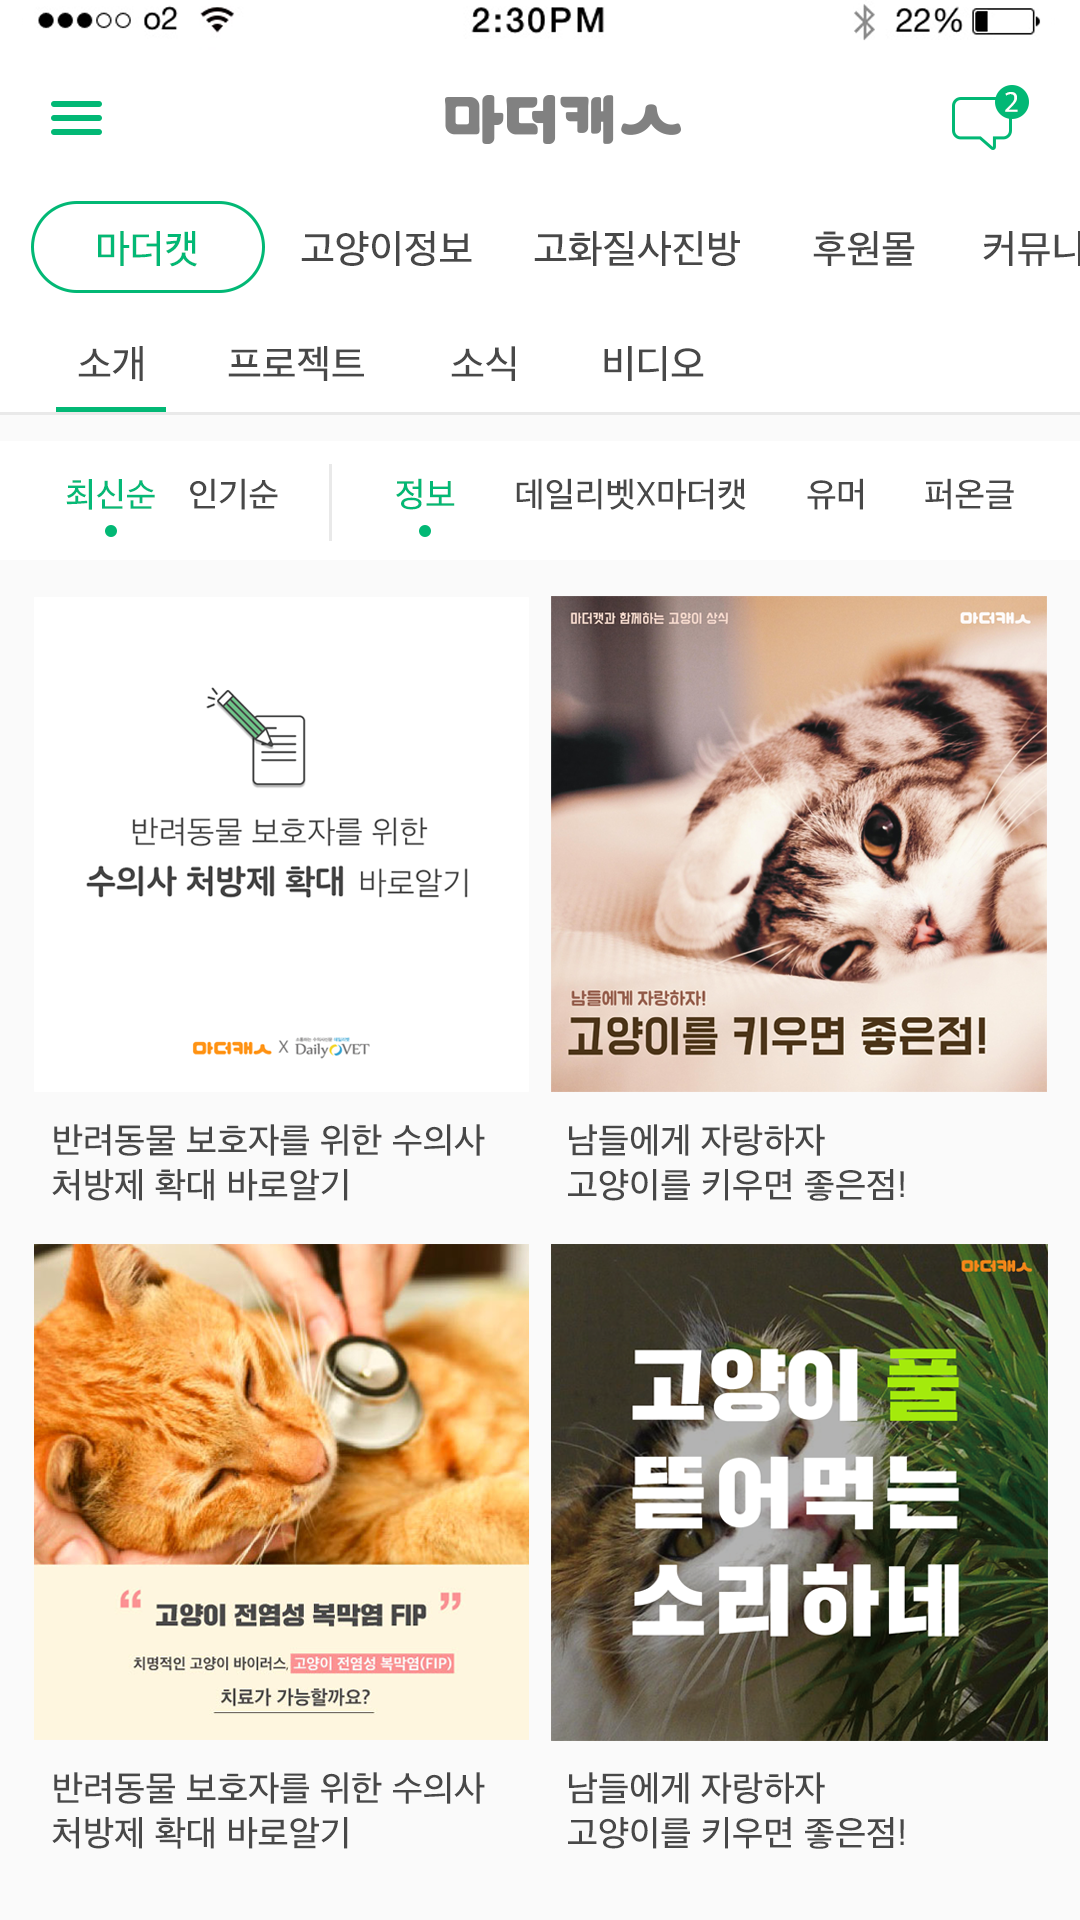 o2 2:30PM 22%
마더캣 2
마더캣 고양이정보 고화질사진방 후원몰 커뮤니
소개 프로젝트 소식 비디오
최신순 인기순 정보 데일리벳X마더캣 유머 퍼온글
반려동물 보호자를 위한
수의사 처방제 확대 바로알기
마더캣 X DailyVET
반려동물 보호자를 위한 수의사
처방제 확대 바로알기
마더캣과 함께하는 고양이 상식 마더캣
남들에게 자랑하자!
고양이를 키우면 좋은점!
남들에게 자랑하자
고양이를 키우면 좋은점!
“ 고양이 전염성 복막염 FIP ”
치명적인 고양이 바이러스, 고양이 전염성 복막염(FIP)
치료가 가능할까요?
반려동물 보호자를 위한 수의사
처방제 확대 바로알기
마더캣
고양이 풀
뜯어먹는
소리하네
남들에게 자랑하자
고양이를 키우면 좋은점!